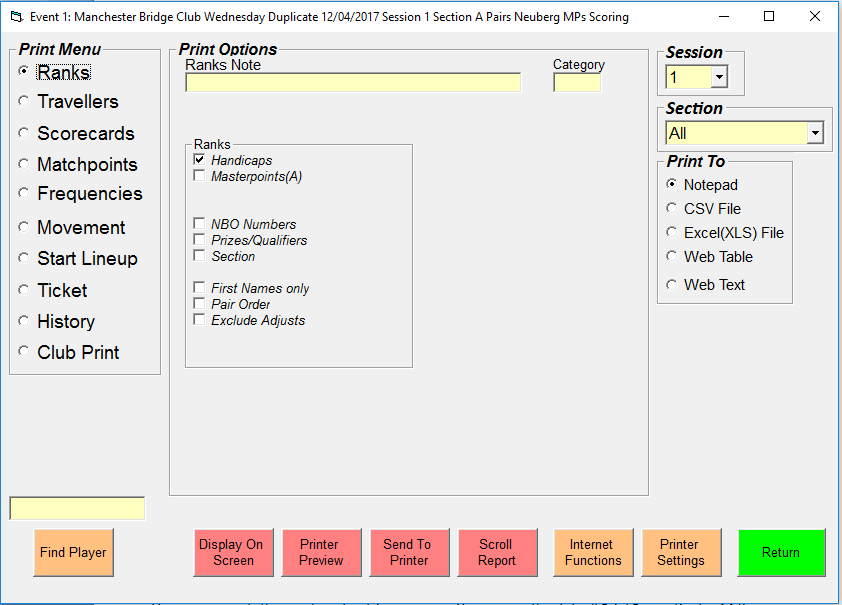 Event 1: Manchester Bridge Club Wednesday Duplicate 12/04/2017 Session 1 Section A Pairs Neuberg MPs Scoring
Print Menu
Ranks
Travellers
Scorecards
Matchpoints
Frequencies
Movement
Start Lineup
Ticket
History
Club Print
Print Options
Ranks Note
Category
Ranks
Handicaps
Masterpoints(A)
NBO Numbers
Prizes/Qualifiers
Section
First Names only
Pair Order
Exclude Adjusts
Session
1
Section
All
Print To
Notepad
CSV File
Excel(XLS) File
Web Table
Web Text
Find Player
Display On
Screen
Printer
Preview
Send To
Printer
Scroll
Report
Internet
Functions
Printer
Settings
Return